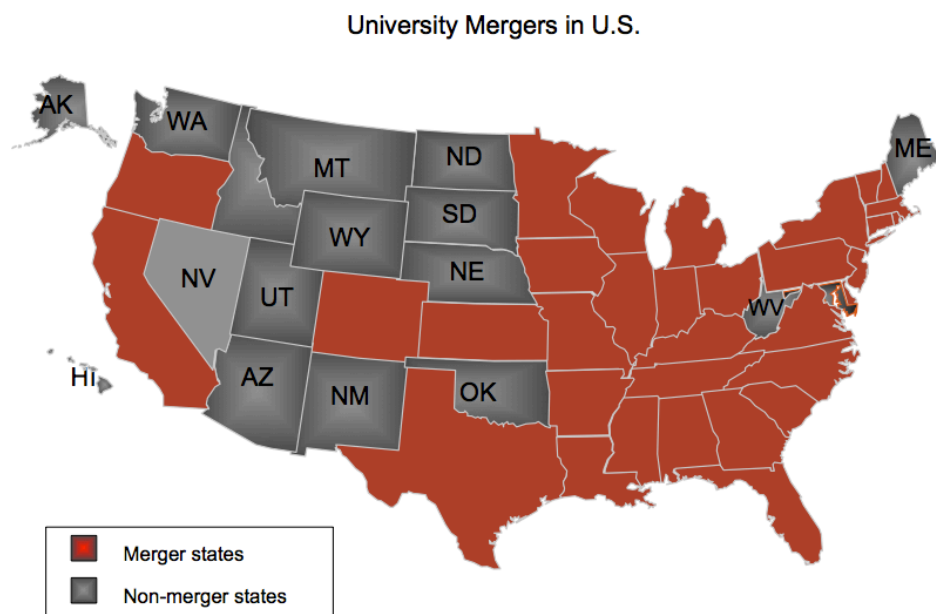 University Mergers in U.S.
AK
WA
MT
ND
ME
SD
WY
NE
NV
UT
WV
HI
AZ
NM
OK
Merger states
Non-merger states